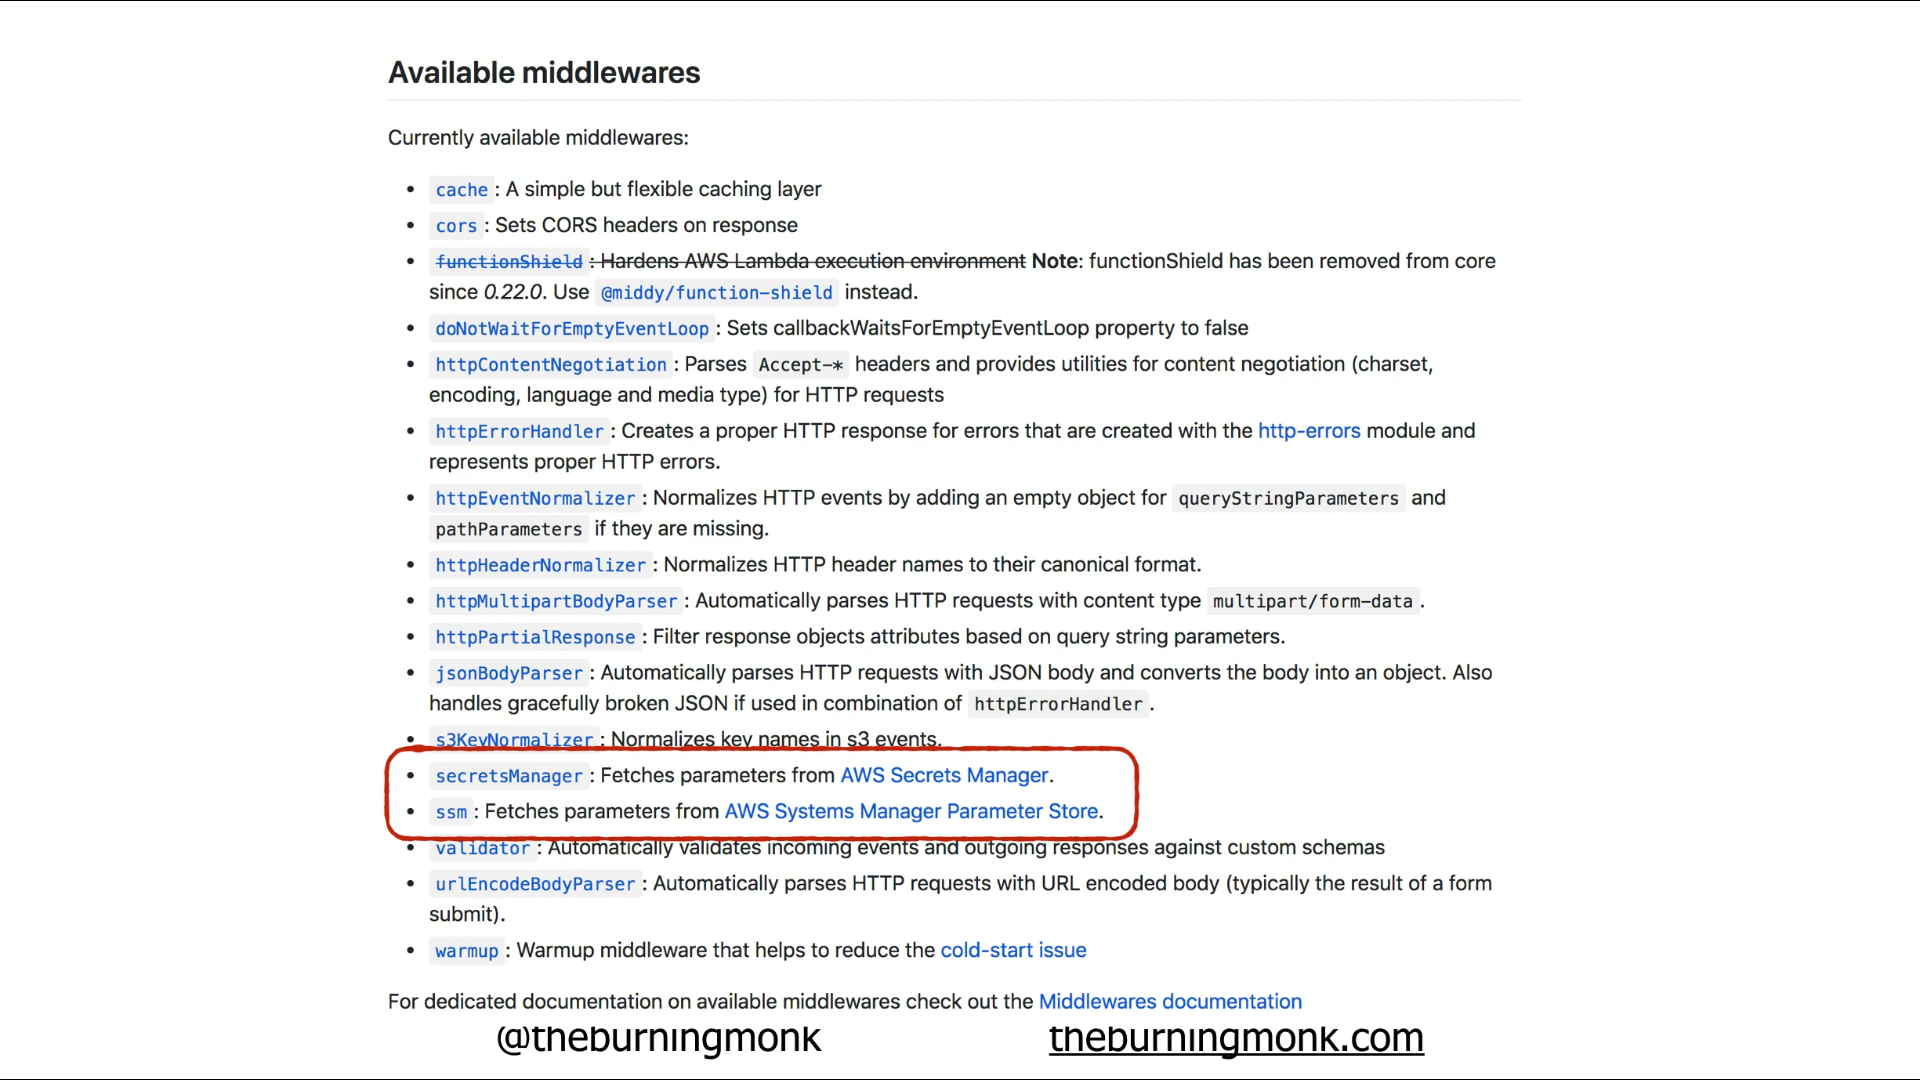 Available middlewares
Currently available middlewares:
• cache : A simple but flexible caching layer
• cors : Sets CORS headers on response
• functionShield : Hardens AWS Lambda execution environment Note: functionShield has been removed from core
since 0.22.0. Use @middy/function-shield instead.
• doNotWaitForEmptyEventLoop : Sets callbackWaitsForEmptyEventLoop property to false
• httpContentNegotiation : Parses Accept-* headers and provides utilities for content negotiation (charset,
encoding, language and media type) for HTTP requests
• httpErrorHandler : Creates a proper HTTP response for errors that are created with the http-errors module and
represents proper HTTP errors.
• httpEventNormalizer : Normalizes HTTP events by adding an empty object for queryStringParameters and
pathParameters if they are missing.
• httpHeaderNormalizer : Normalizes HTTP header names to their canonical format.
• httpMultipartBodyParser : Automatically parses HTTP requests with content type multipart/form-data .
• httpPartialResponse : Filter response objects attributes based on query string parameters.
• jsonBodyParser : Automatically parses HTTP requests with JSON body and converts the body into an object. Also
handles gracefully broken JSON if used in combination of httpErrorHandler .
• s3KeyNormalizer : Normalizes key names in s3 events.
• secretsManager : Fetches parameters from AWS Secrets Manager.
• ssm : Fetches parameters from AWS Systems Manager Parameter Store.
• validator : Automatically validates incoming events and outgoing responses against custom schemas
• urlEncodeBodyParser : Automatically parses HTTP requests with URL encoded body (typically the result of a form
submit).
• warmup : Warmup middleware that helps to reduce the cold-start issue
For dedicated documentation on available middlewares check out the Middlewares documentation
@theburningmonk theburningmonk.com